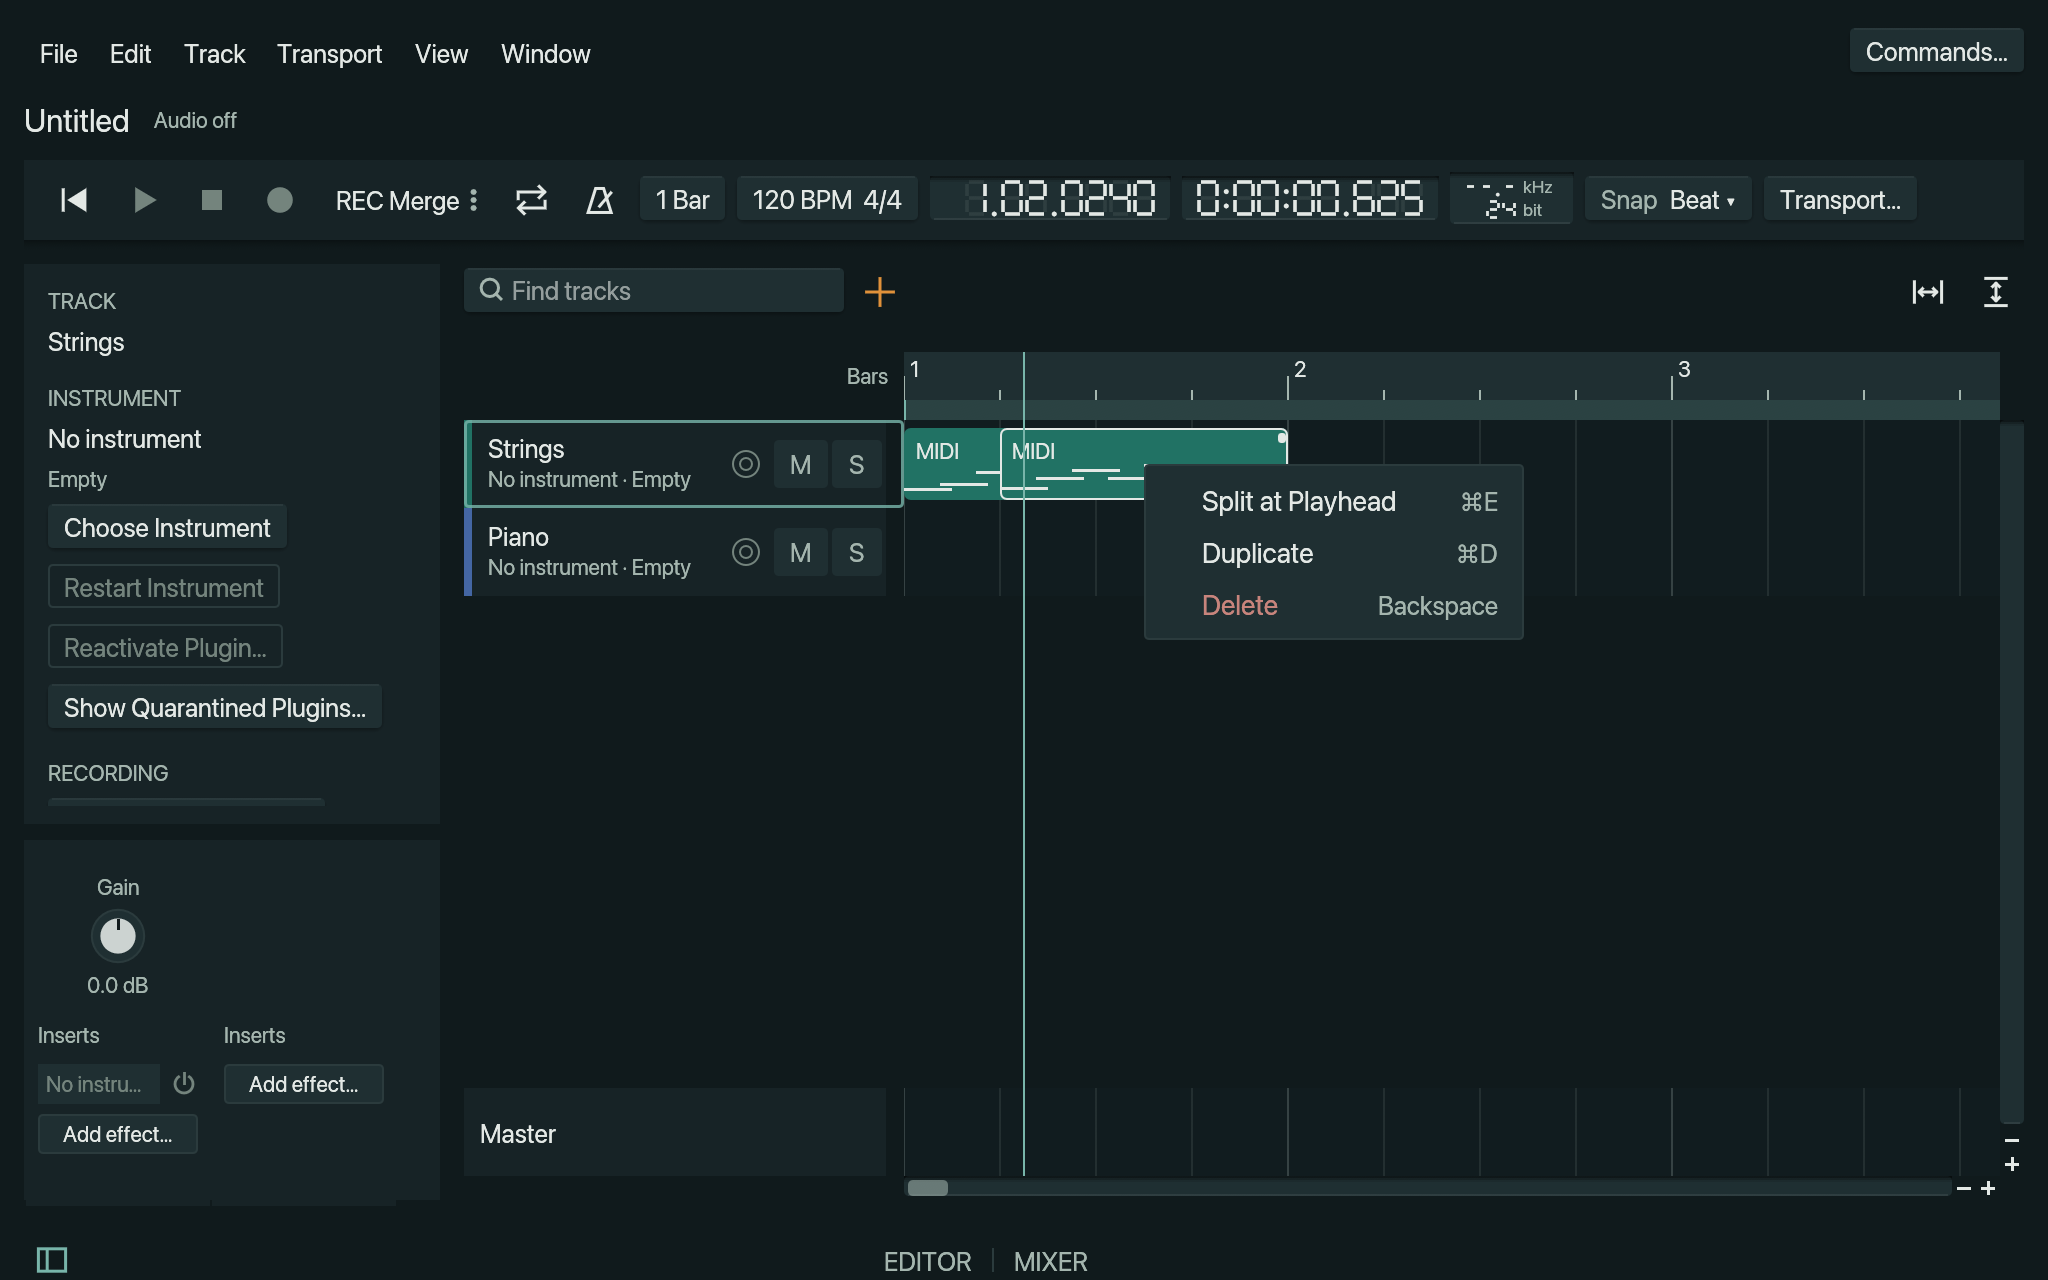 File Edit Track Transport View Window Commands...
Untitled Audio off
REC Merge 1 Bar 120 BPM 4/4 1.02.0240 0:00:00.625 --.- kHz Snap Beat ▾ Transport...
bit
TRACK
Strings
INSTRUMENT
No instrument
Empty
Choose Instrument
Restart Instrument
Reactivate Plugin...
Show Quarantined Plugins...
RECORDING
Gain
0.0 dB
Inserts Inserts
No instru... Add effect...
Add effect...
Find tracks
Bars 1 2 3
Strings M S
No instrument · Empty
MIDI MIDI
Piano M S
No instrument · Empty
Split at Playhead ⌘E
Duplicate ⌘D
Delete Backspace
Master
EDITOR MIXER